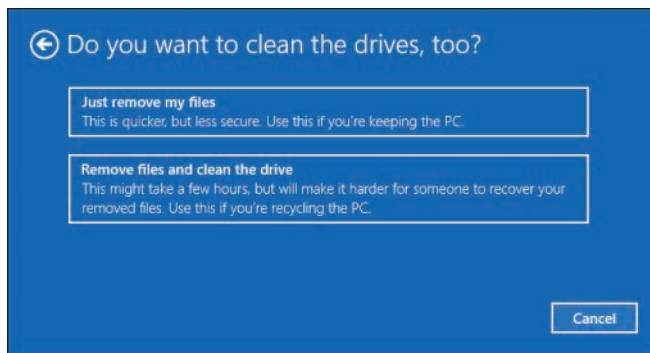 Do you want to clean the drives, too?
Just remove my files
This is quicker, but less secure. Use this if you're keeping the PC.
Remove files and clean the drive
This might take a few hours, but will make it harder for someone to recover your
removed files. Use this if you're recycling the PC.
Cancel